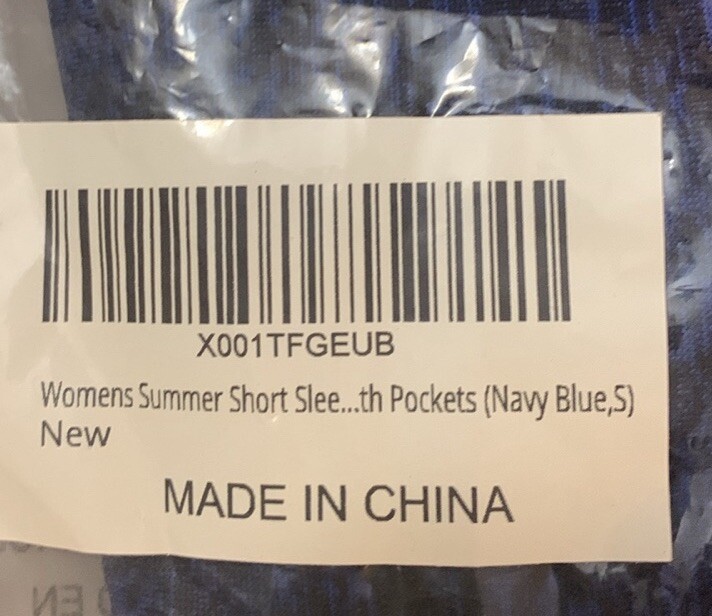 X001TFGEUB
Womens Summer Short Slee...th Pockets (Navy Blue,S)
New
MADE IN CHINA